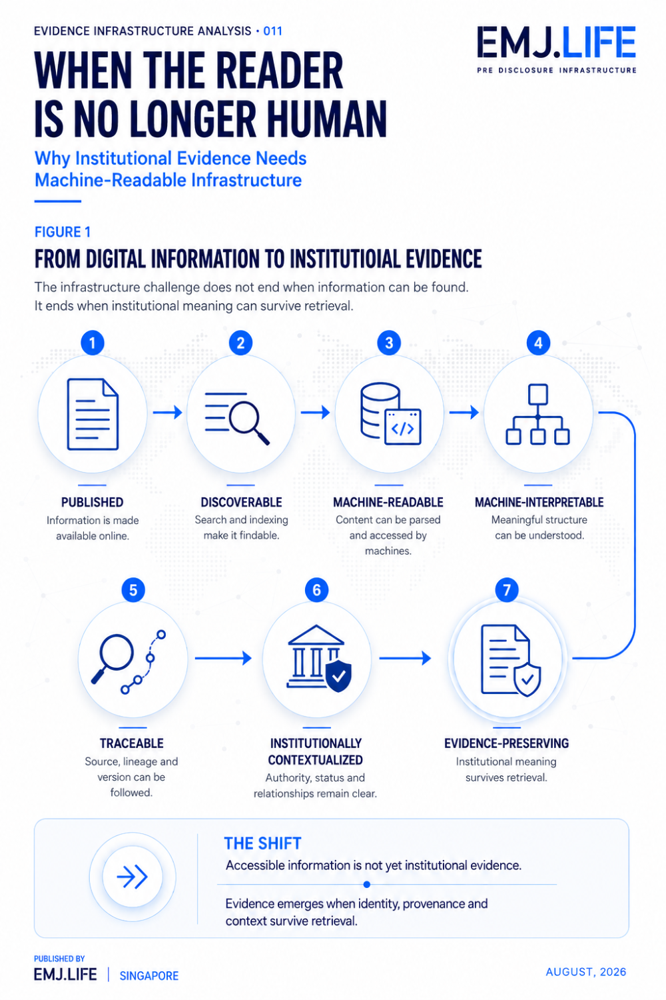 EVIDENCE INFRASTRUCTURE ANALYSIS • 011
EMJ.LIFE
PRE DISCLOSURE INFRASTRUCTURE
WHEN THE READER
IS NO LONGER HUMAN
Why Institutional Evidence Needs
Machine-Readable Infrastructure
FIGURE 1
FROM DIGITAL INFORMATION TO INSTITUTIOIAL EVIDENCE
The infrastructure challenge does not end when information can be found.
It ends when institutional meaning can survive retrieval.
1
2
3
4
</>
PUBLISHED
Information is made
available online.
DISCOVERABLE
Search and indexing
make it findable.
MACHINE-READABLE
Content can be parsed
and accessed by
machines.
MACHINE-INTERPRETABLE
Meaningful structure
can be understood.
5
6
7
TRACEABLE
Source, lineage and
version can be
followed.
INSTITUTIONALLY
CONTEXTUALIZED
Authority, status and
relationships remain clear.
EVIDENCE-PRESERVING
Institutional meaning
survives retrieval.
THE SHIFT
Accessible information is not yet institutional evidence.
Evidence emerges when identity, provenance and
context survive retrieval.
PUBLISHED BY
EMJ.LIFE | SINGAPORE
AUGUST, 2026